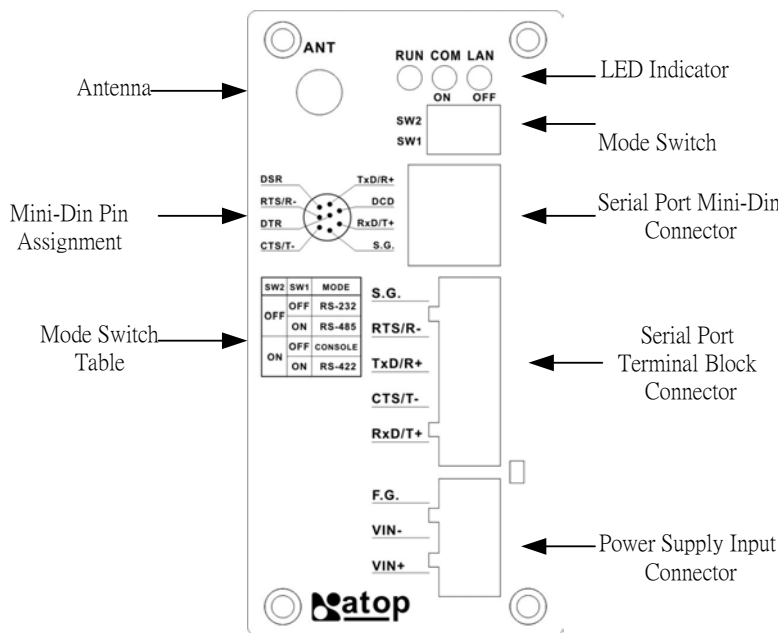 ANT
RUN COM LAN
ON OFF
SW2
SW1
LED Indicator
Antenna
Mode Switch
DSR
RTS/R-
DTR
CTS/T-
TxD/R+
DCD
RxD/T+
S.G.
Mini-Din Pin
Assignment
Serial Port Mini-Din
Connector
SW2 SW1 MODE
OFF OFF RS-232
ON RS-485
ON OFF CONSOLE
ON RS-422
Mode Switch
Table
S.G.
RTS/R-
TxD/R+
CTS/T-
RxD/T+
Serial Port
Terminal Block
Connector
F.G.
VIN-
VIN+
Power Supply Input
Connector
atop